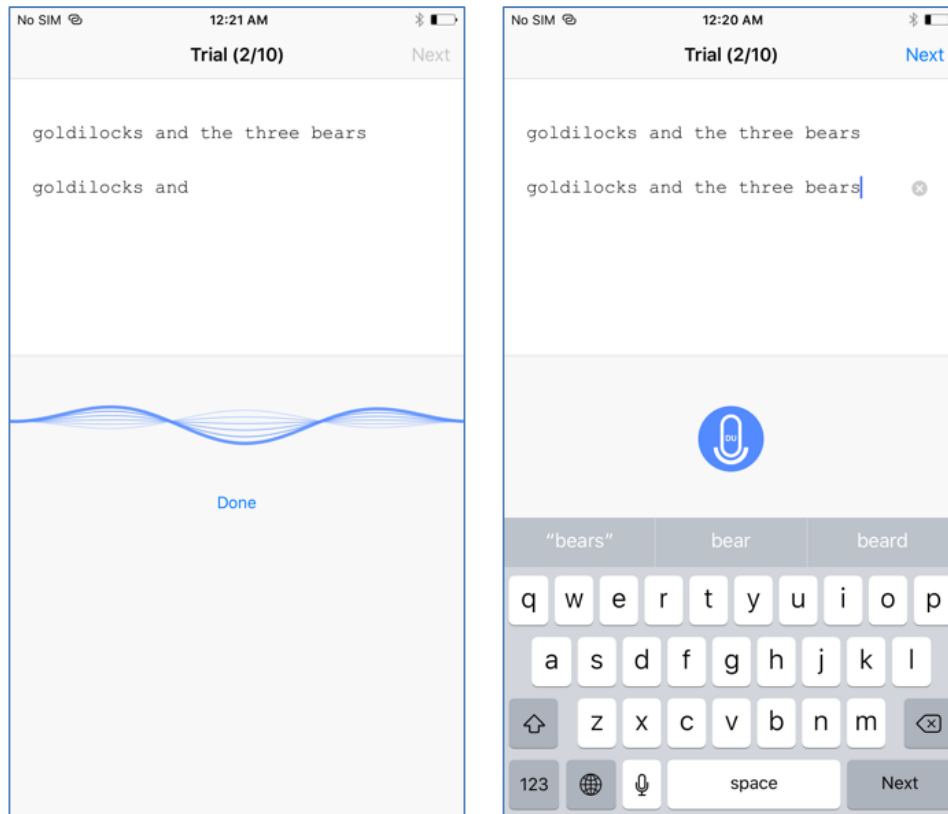 No SIM 12:21 AM
Trial (2/10) Next
goldilocks and the three bears
goldilocks and
Done
No SIM 12:20 AM
Trial (2/10) Next
goldilocks and the three bears
goldilocks and the three bears
DU
“bears” bear beard
q w e r t y u i o p
a s d f g h j k l
z x c v b n m
123 space Next